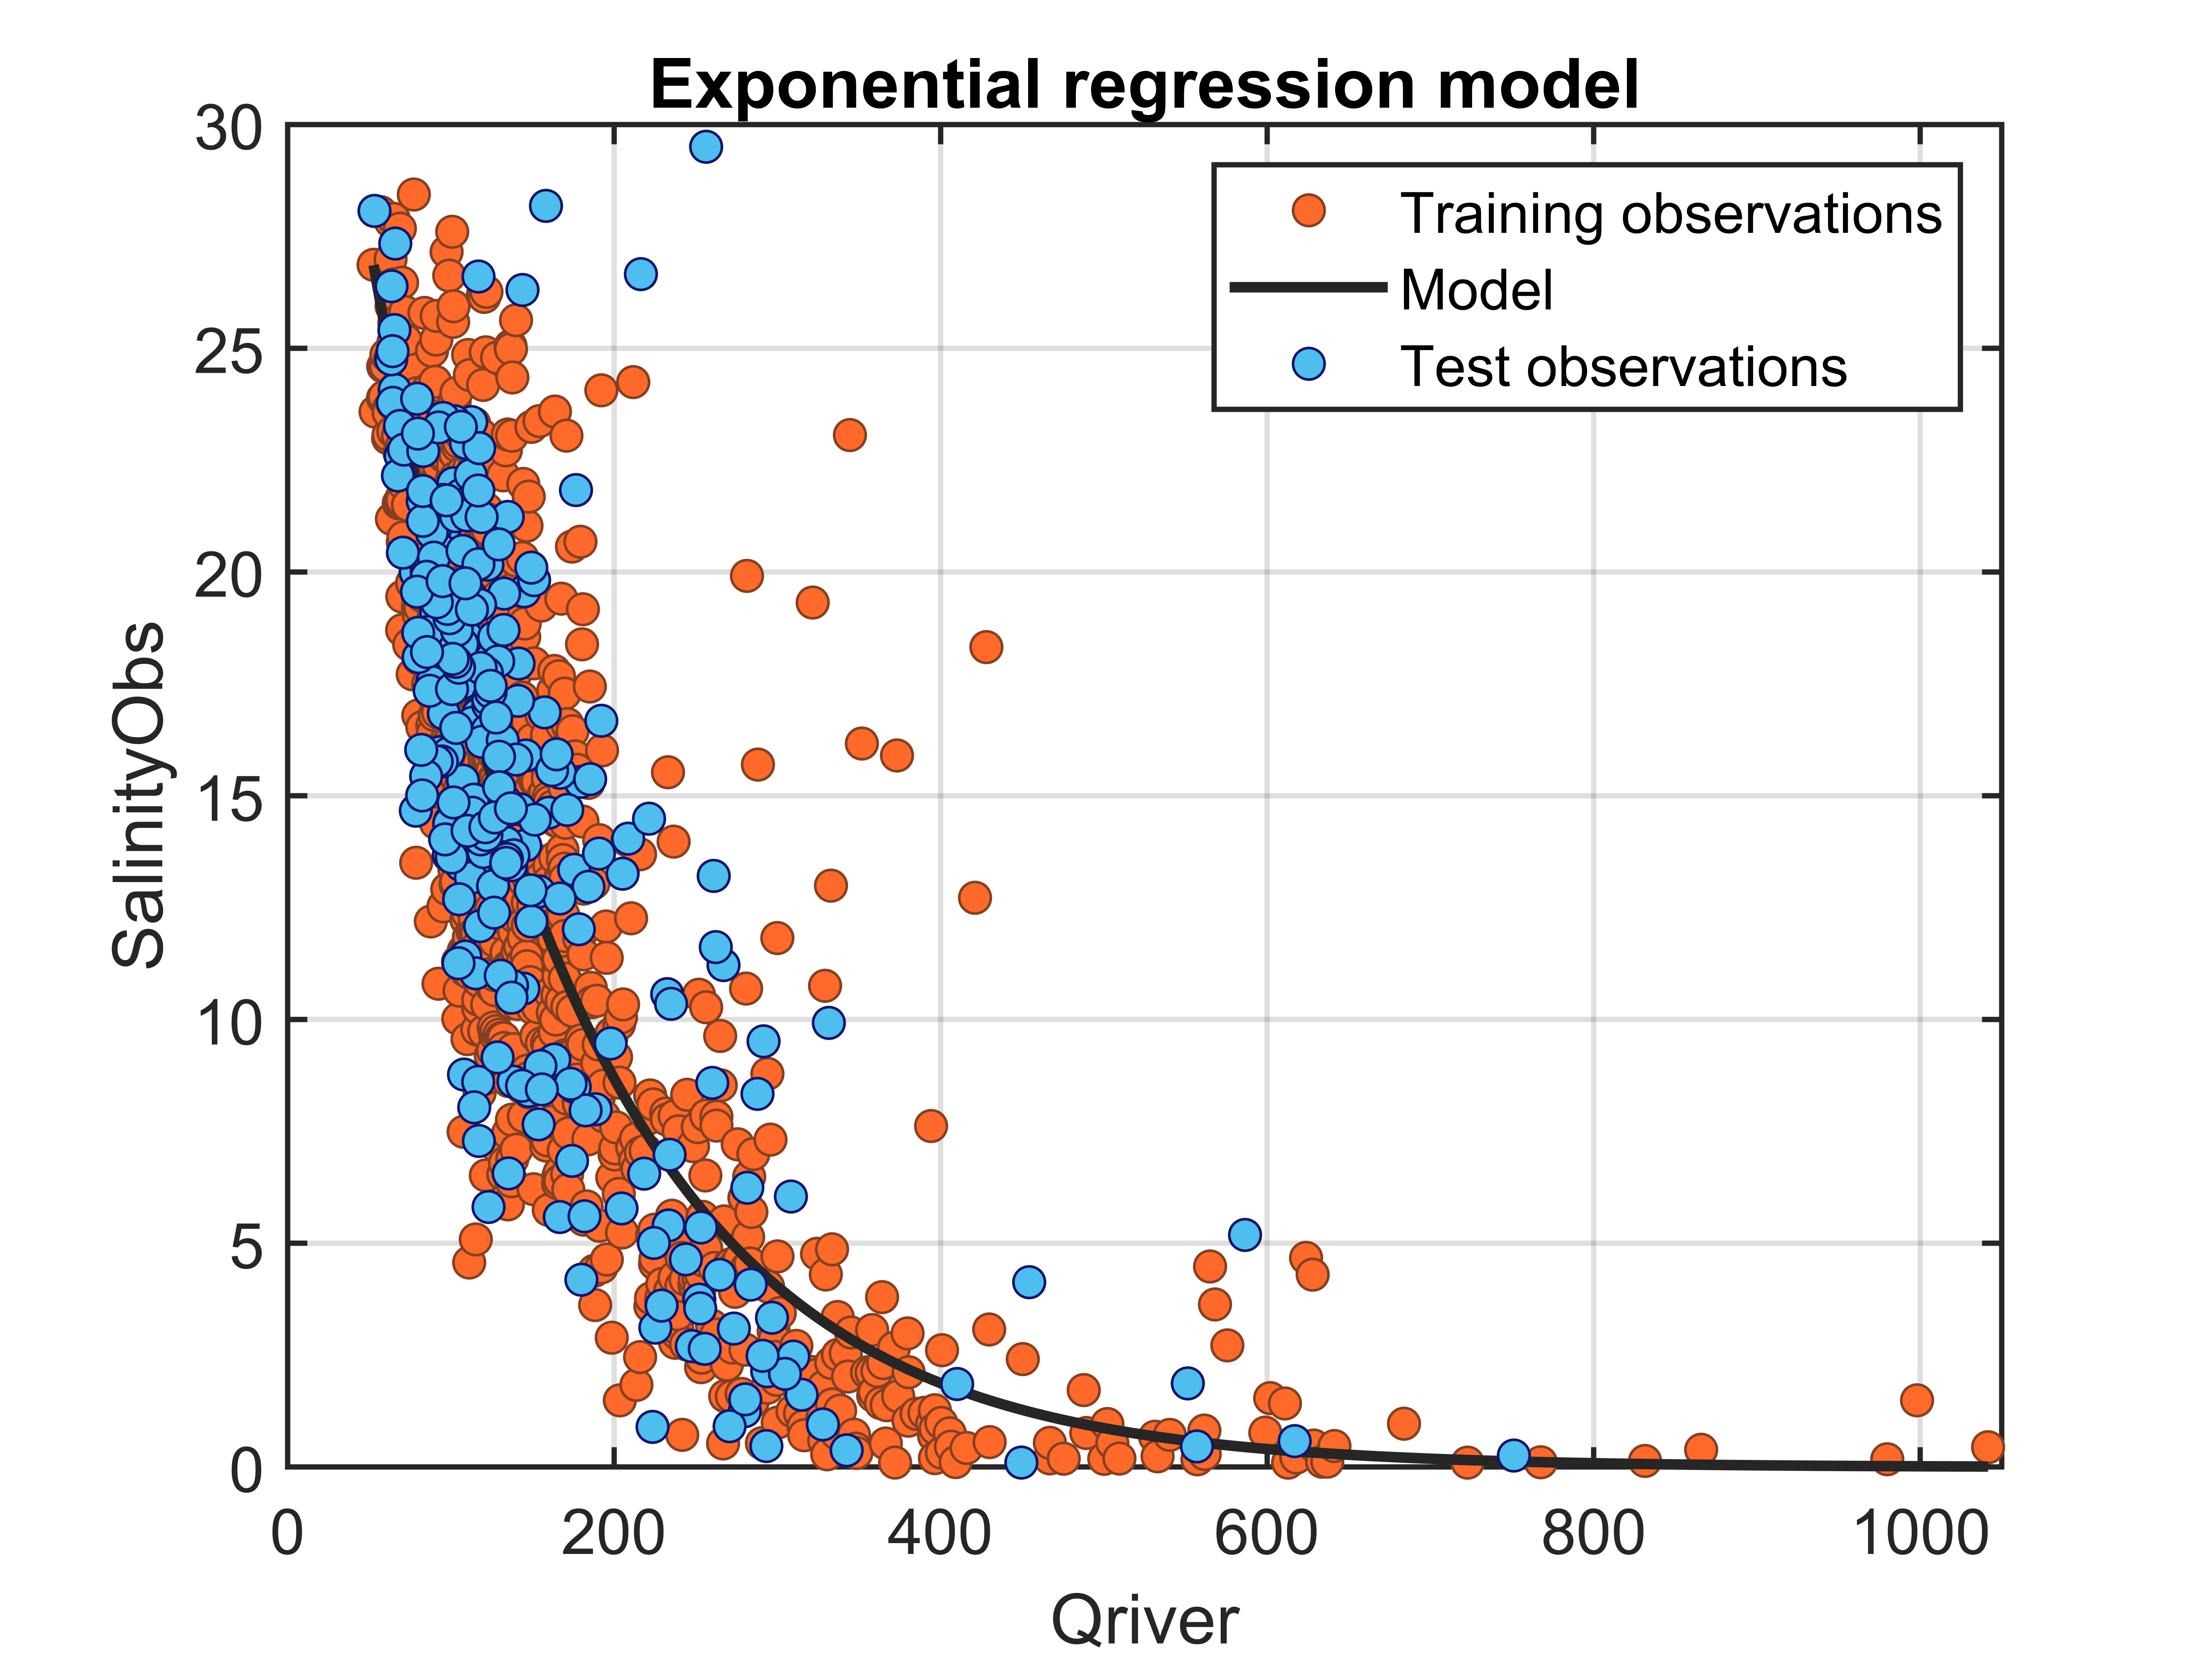 Exponential regression model
30
25
20
15
10
5
0
SalinityObs
Training observations
Model
Test observations
0 200 400 600 800 1000
Qriver